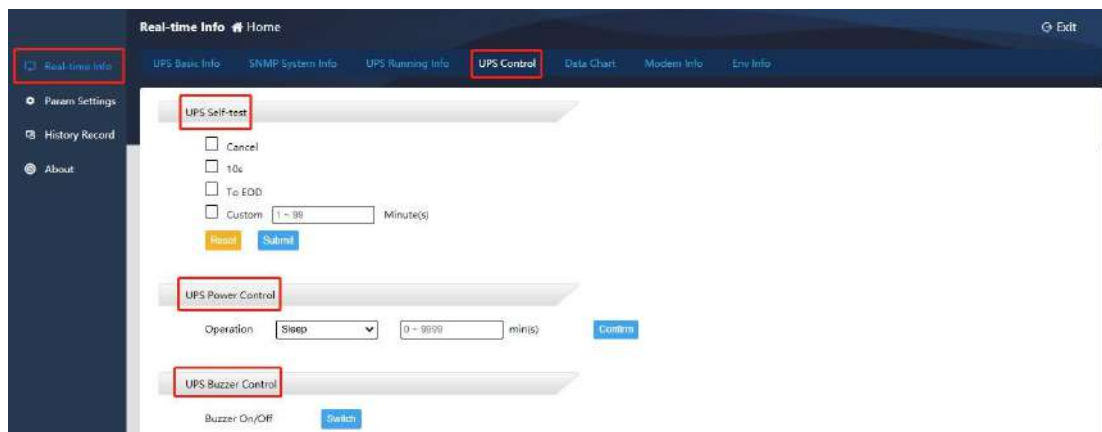 Real-time Info Home Exit
Real-time Info
UPS Basic Info SNMP System Info UPS Running Info UPS Control Data Chart Modem Info Env Info
Param Settings
History Record
About
UPS Self-test
Cancel
10s
To EOD
Custom 1 ~ 99 Minute(s)
Reset Submit
UPS Power Control
Operation Sleep 0 ~ 9999 min(s) Confirm
UPS Buzzer Control
Buzzer On/Off Switch